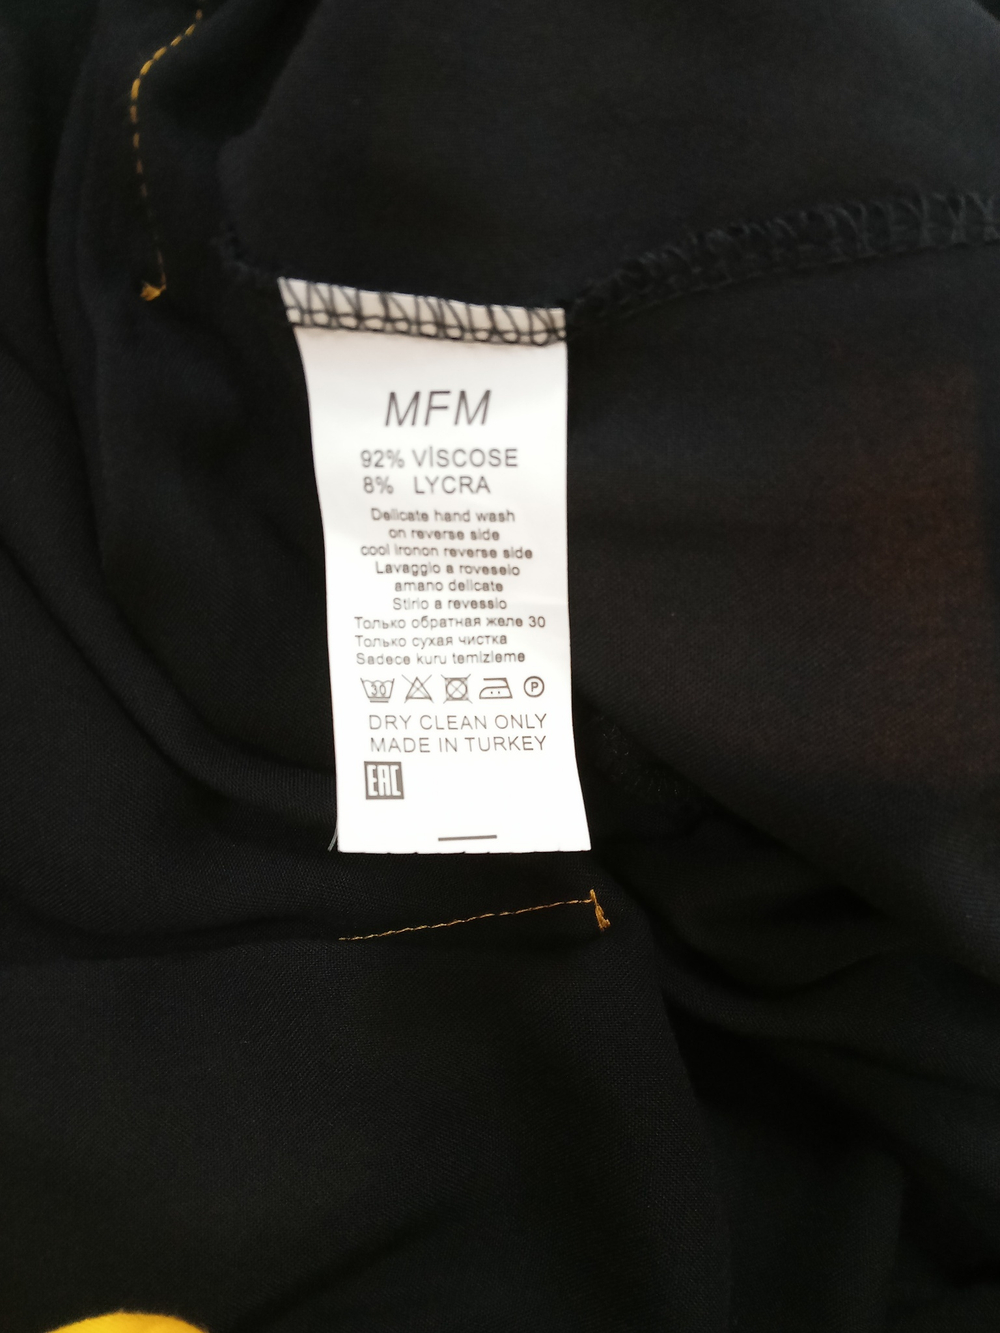 MFM
92% VİSCOSE
8% LYCRA
Delicate hand wash
on reverse side
cool ironon reverse side
Lavaggio a roveselo
amano delicate
Stirio a revessio
Только обратная желе 30
Только сухая чистка
Sadece kuru temizleme
30
P
DRY CLEAN ONLY
MADE IN TURKEY
EAC